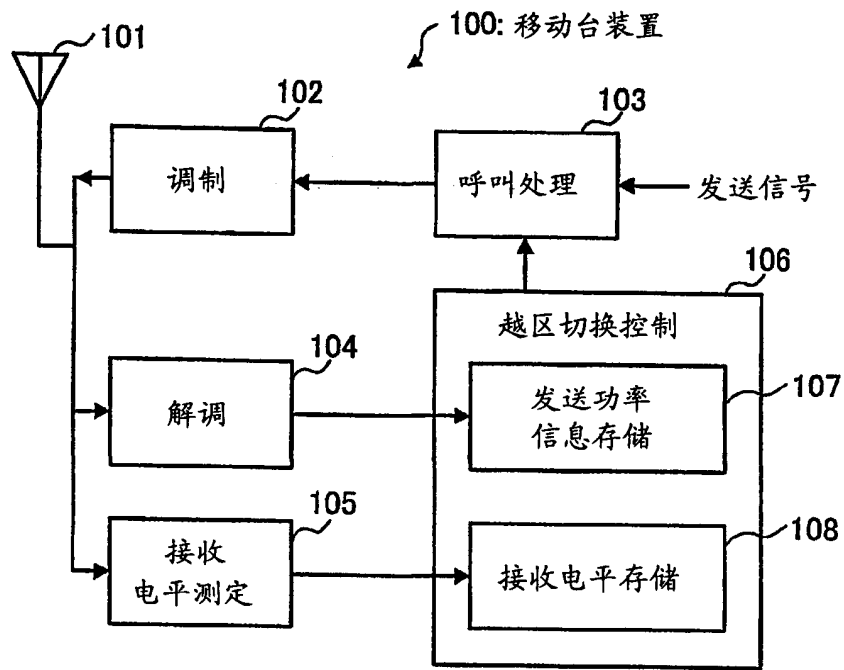 100: 移动台装置
101
102
调制
103
呼叫处理
发送信号
106
越区切换控制
104
解调
107
发送功率
信息存储
105
接收
电平测定
108
接收电平存储